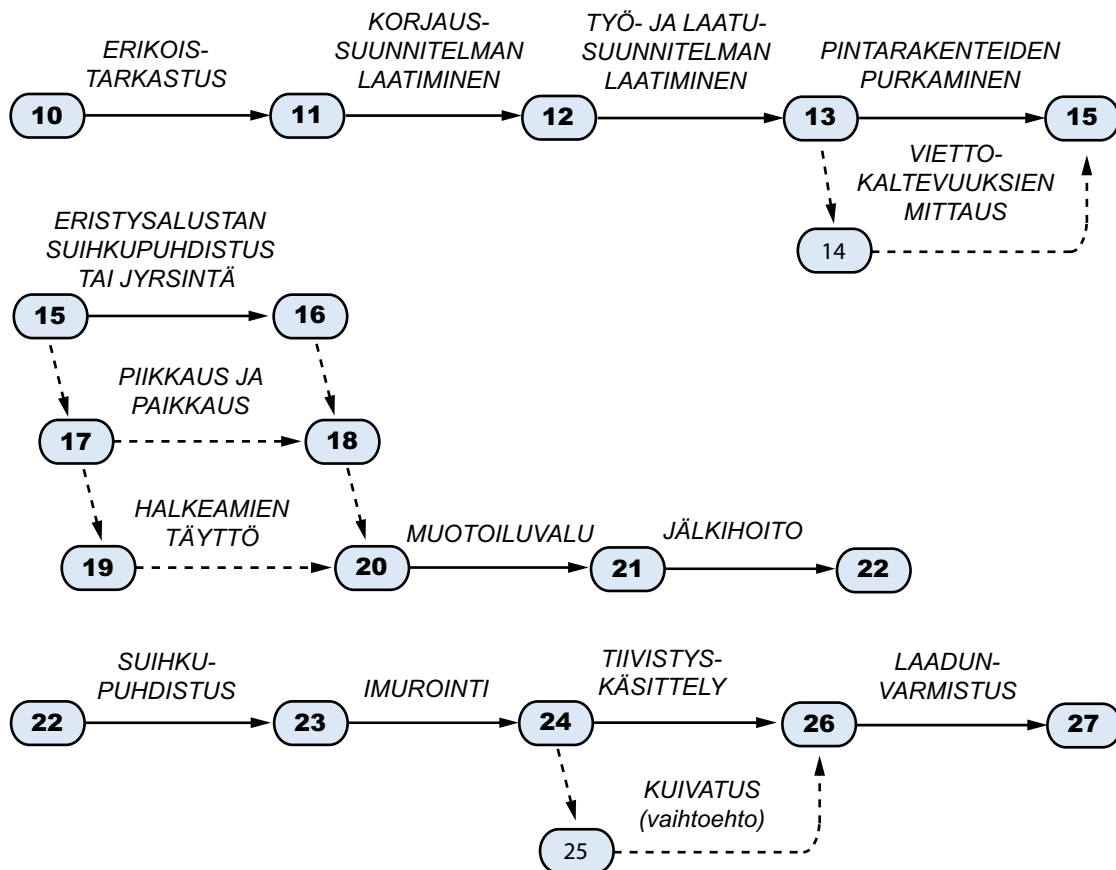 ERIKOIS-
TARKASTUS
KORJAUS-
SUUNNITELMAN
LAATIMINEN
TYÖ- JA LAATU-
SUUNNITELMAN
LAATIMINEN
PINTARAKENTEIDEN
PURKAMINEN
10
11
12
13
15
VIETTO-
KALTEVUUKSIEN
MITTAUS
14
ERISTYSALUSTAN
SUIHKUPUHDISTUS
TAI JYRSINTÄ
15
16
PIIKKAUS JA
PAIKKAUS
17
18
HALKEAMIEN
TÄYTTÖ
MUOTOILUVALU
JÄLKIHOITO
19
20
21
22
SUIHKU-
PUHDISTUS
IMUROINTI
TIIVISTYS-
KÄSITTELY
LAADUN-
VARMISTUS
22
23
24
26
27
KUIVATUS
(vaihtoehto)
25